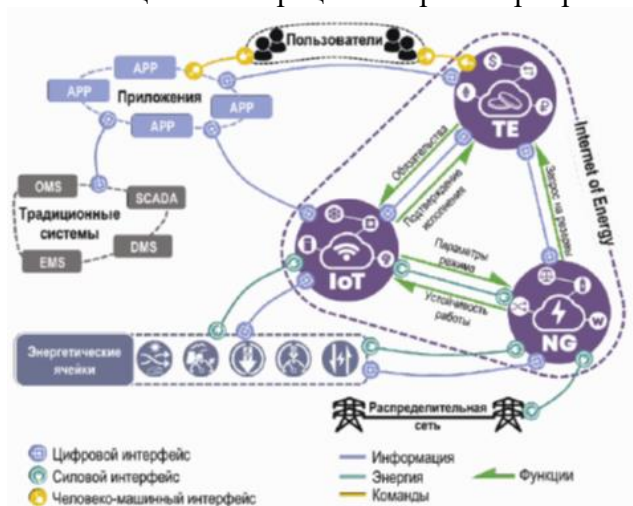 Пользователи
APP
APP
APP
APP
Приложения
TE
Internet of Energy
OMS
SCADA
Традиционные
системы
DMS
EMS
Обязательства
Подтверждение
исполнения
Запрос на резервы
IoT
Параметры
режима
Устойчивость
работы
NG
W
Энергетические
ячейки
Распределительная
сеть
Цифровой интерфейс
Силовой интерфейс
Человеко-машинный интерфейс
Информация
Энергия
Команды
Функции